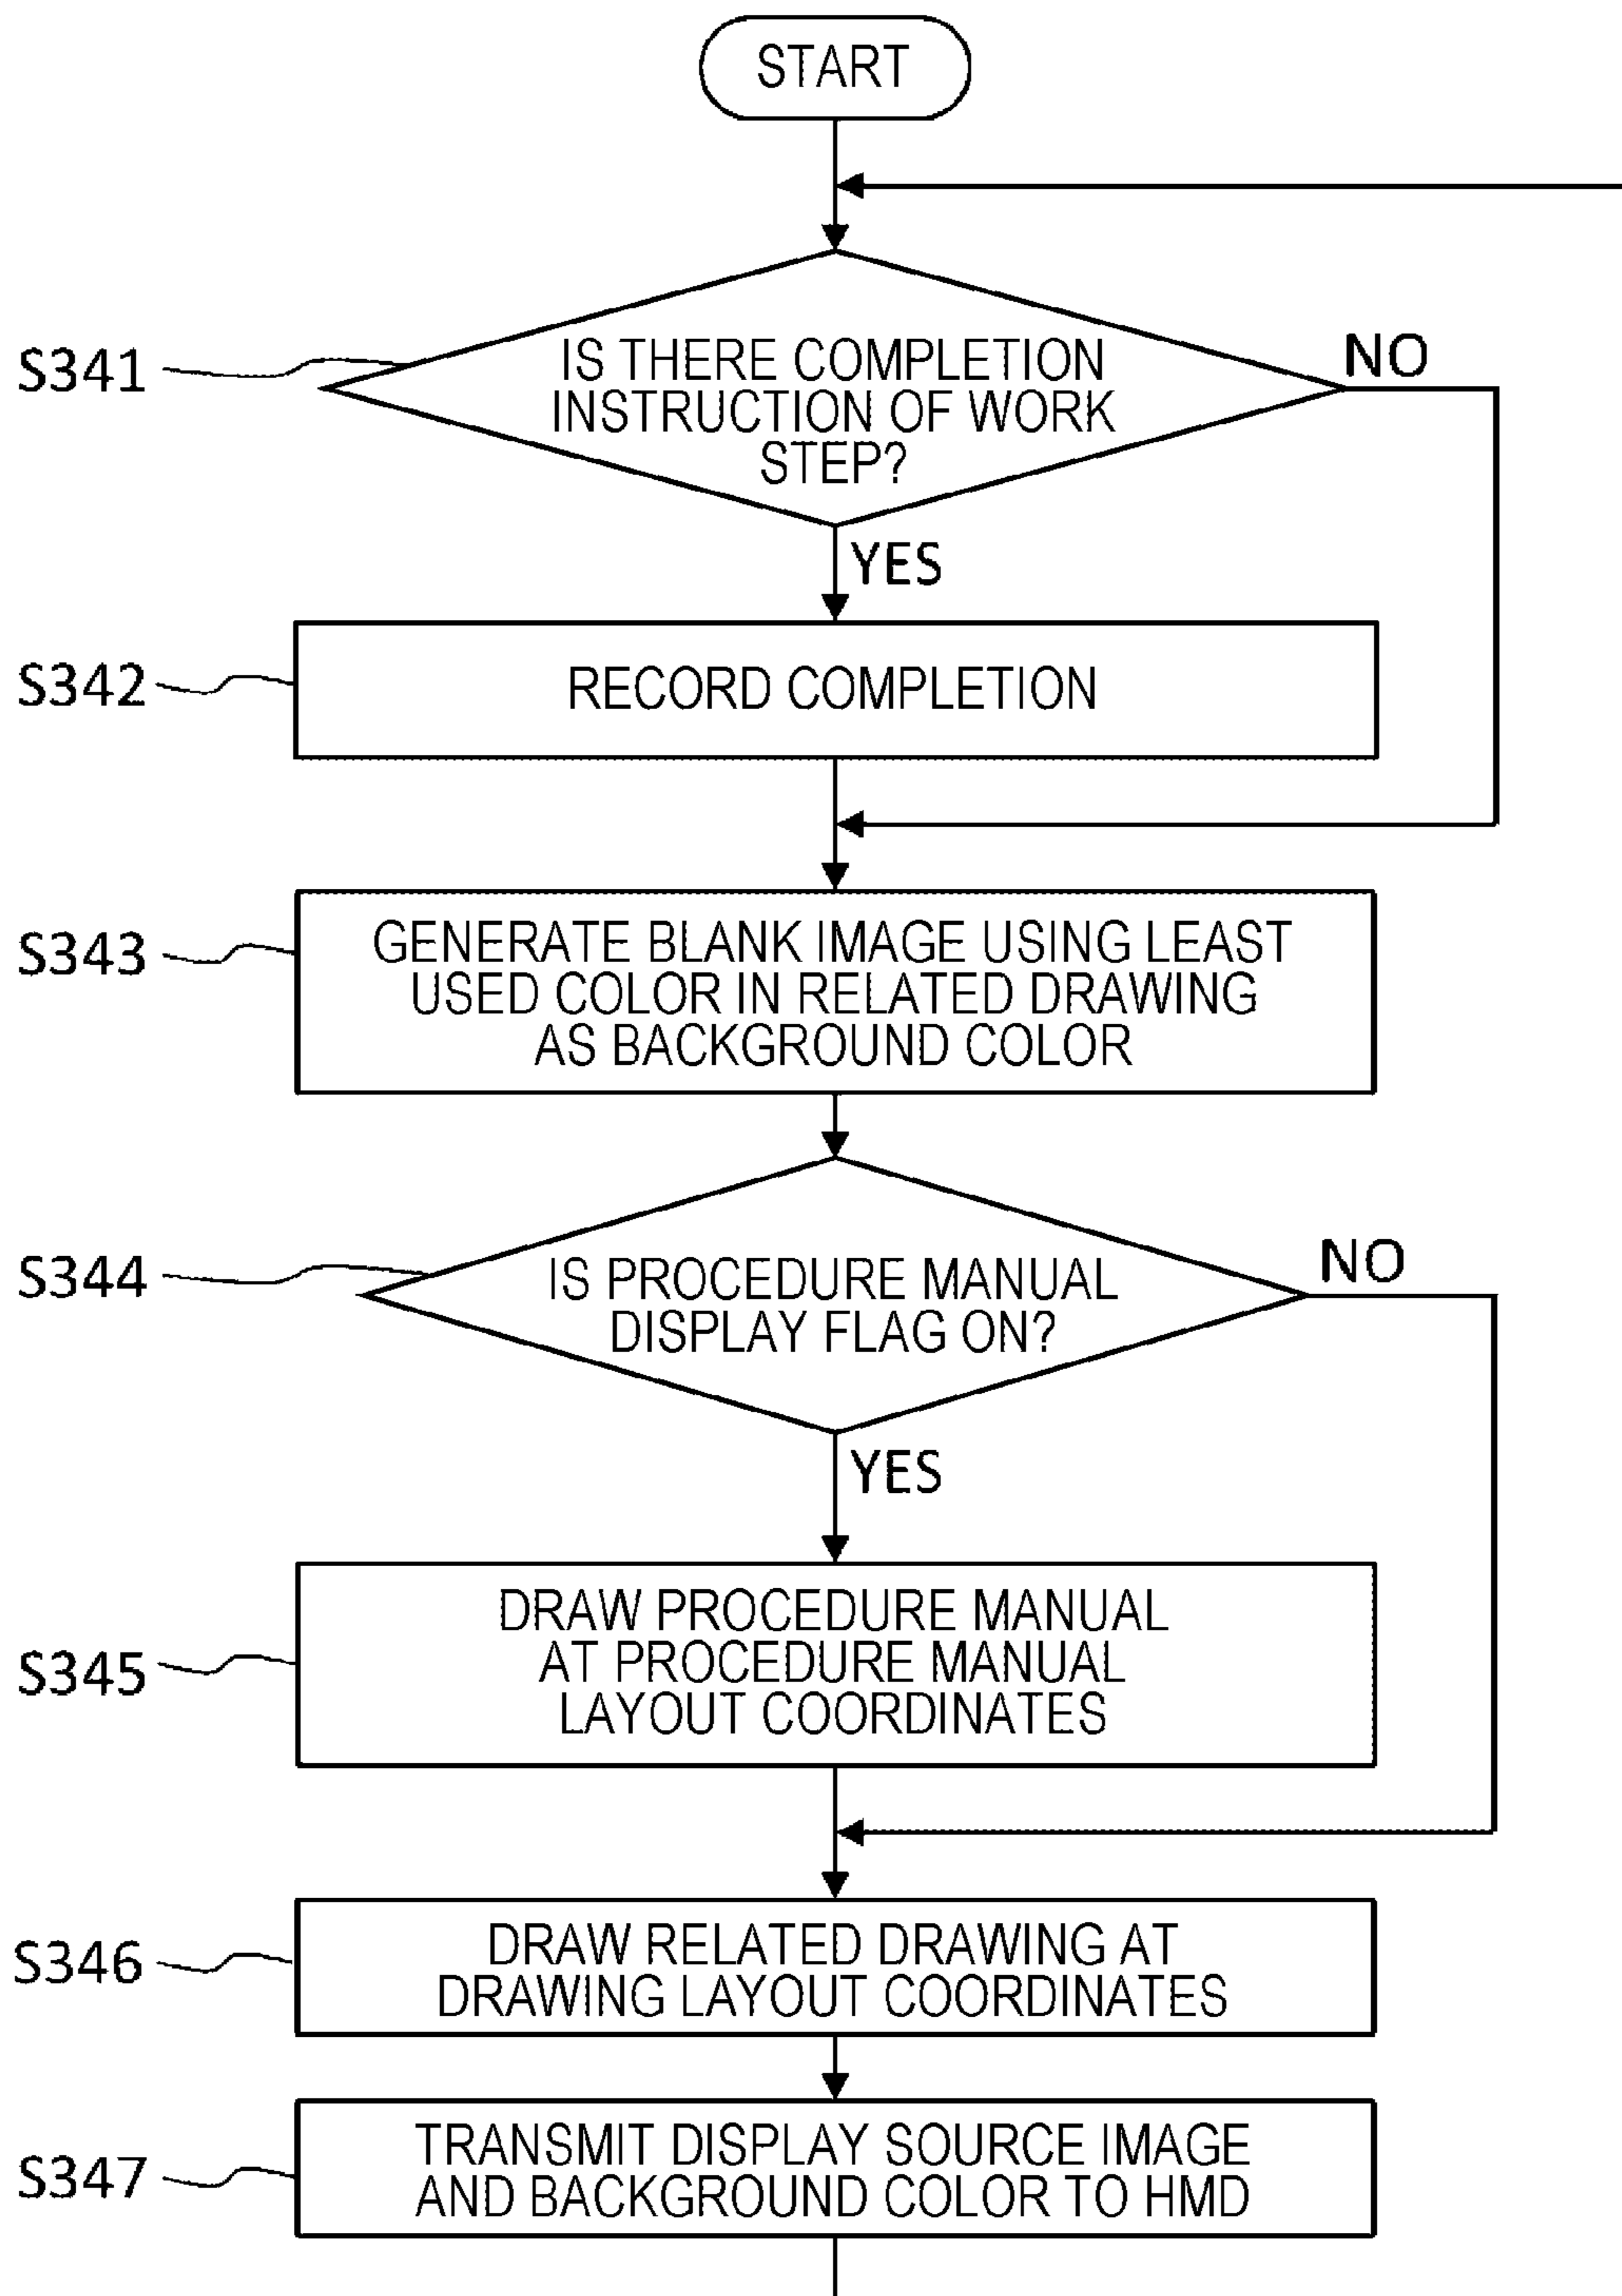 START
S341
IS THERE COMPLETION
INSTRUCTION OF WORK
STEP?
NO
YES
S342
RECORD COMPLETION
S343
GENERATE BLANK IMAGE USING LEAST
USED COLOR IN RELATED DRAWING
AS BACKGROUND COLOR
S344
IS PROCEDURE MANUAL
DISPLAY FLAG ON?
NO
YES
S345
DRAW PROCEDURE MANUAL
AT PROCEDURE MANUAL
LAYOUT COORDINATES
S346
DRAW RELATED DRAWING AT
DRAWING LAYOUT COORDINATES
S347
TRANSMIT DISPLAY SOURCE IMAGE
AND BACKGROUND COLOR TO HMD